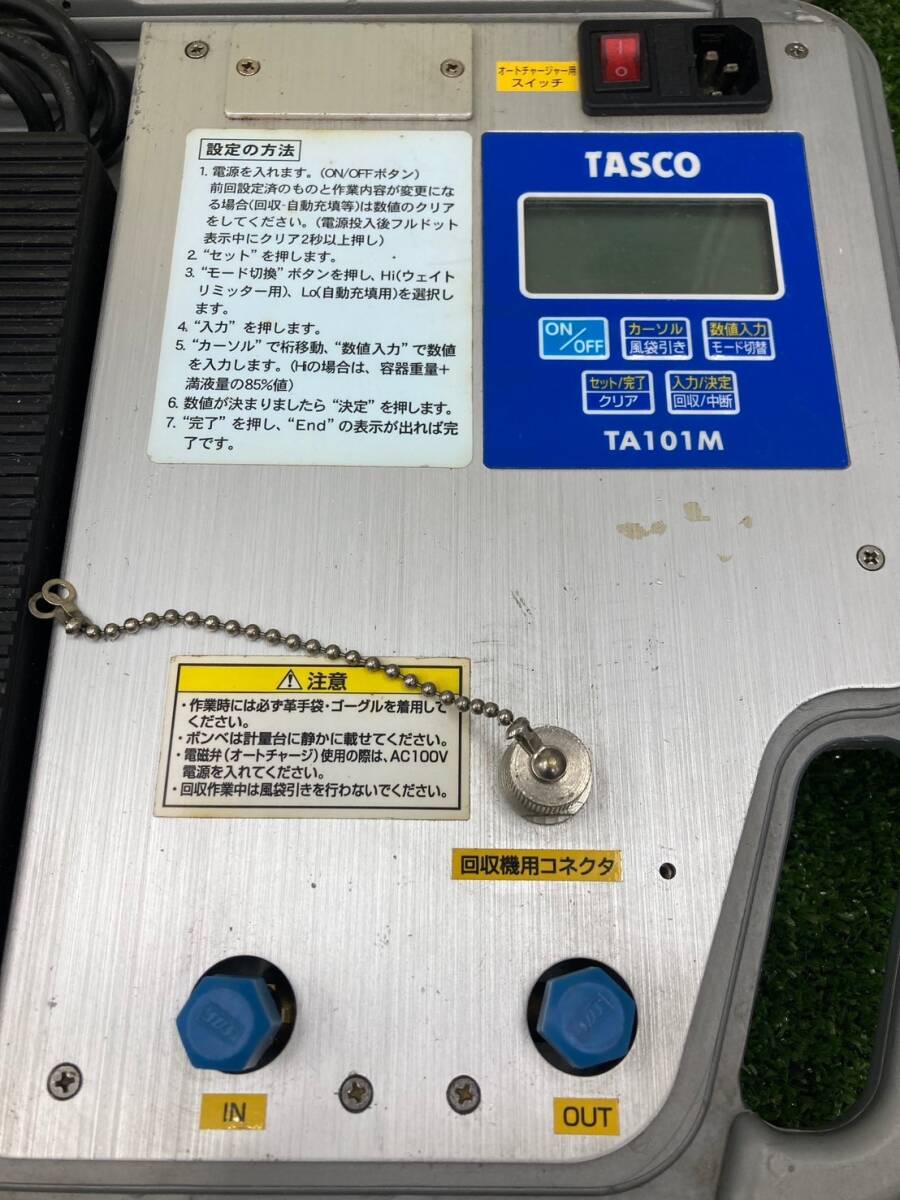 オートチャージャー用
スイッチ
設定の方法
1. 電源を入れます。(ON/OFFボタン)
前回設定済のものと作業内容が変更にな
る場合(回収・自動充填等)は数値のクリア
をしてください。(電源投入後フルドット
表示中にクリア2秒以上押し)
2. “セット”を押します。
3. “モード切換”ボタンを押し、Hi(ウェイト
リミッター用)、Lo(自動充填用)を選択し
ます。
4. “入力”を押します。
5. “カーソル”で桁移動、“数値入力”で数値
を入力します。(Hiの場合は、容器重量+
満液量の85%値)
6. 数値が決まりましたら“決定”を押します。
7. “完了”を押し、“End”の表示が出れば完
了です。
TASCO
ON/OFF
カーソル
風袋引き
数値入力
モード切替
セット/完了
クリア
入力/決定
回収/中断
TA101M
注意
・作業時には必ず革手袋・ゴーグルを着用して
ください。
・ボンベは計量台に静かに載せてください。
・電磁弁(オートチャージ)使用の際は、AC100V
電源を入れてください。
・回収作業中は風袋引きを行わないでください。
回収機用コネクタ
IN
OUT